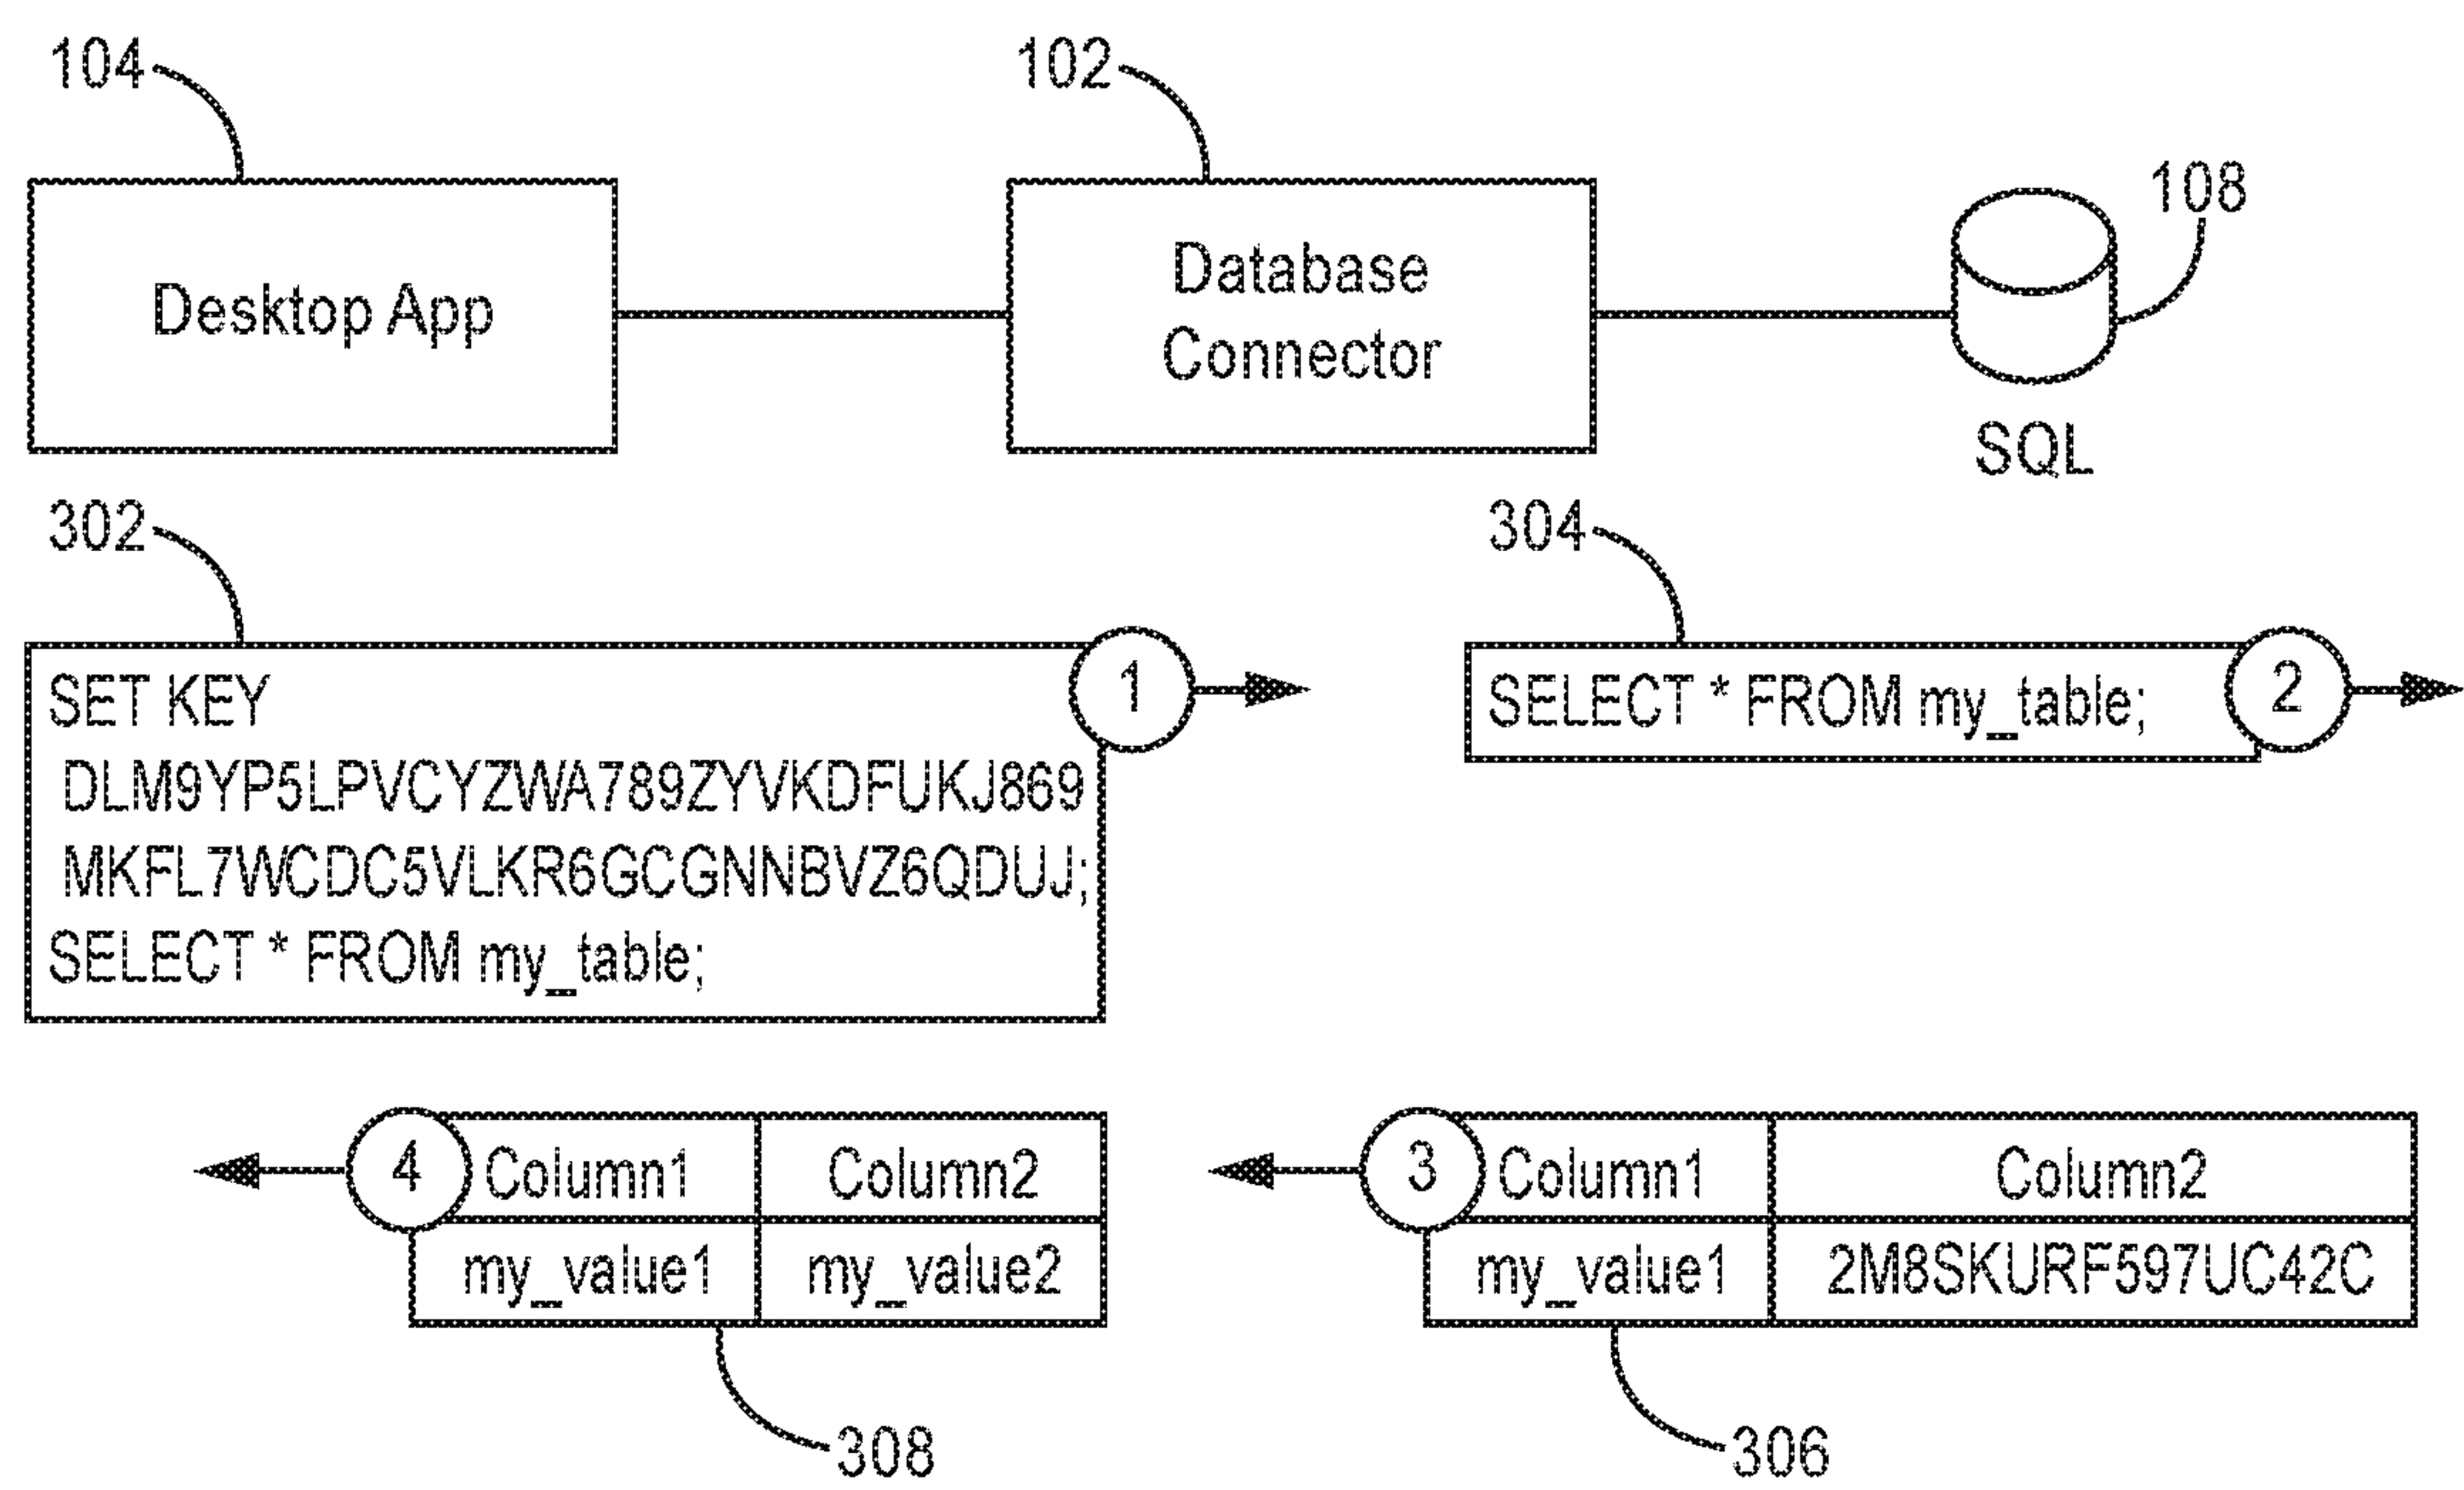 104
102
108
Desktop App
Database
Connector
SQL
302
304
SET KEY
DLM9YP5LPVCYZWA789ZYVKDFUKJ869
MKFL7WCDC5VLKR6GCGNNBVZ6QDUJ;
SELECT * FROM my_table;
1
SELECT * FROM my_table;
2
4
Column1 Column2
my_value1 my_value2
3
Column1 Column2
my_value1 2M8SKURF597UC42C
308
306